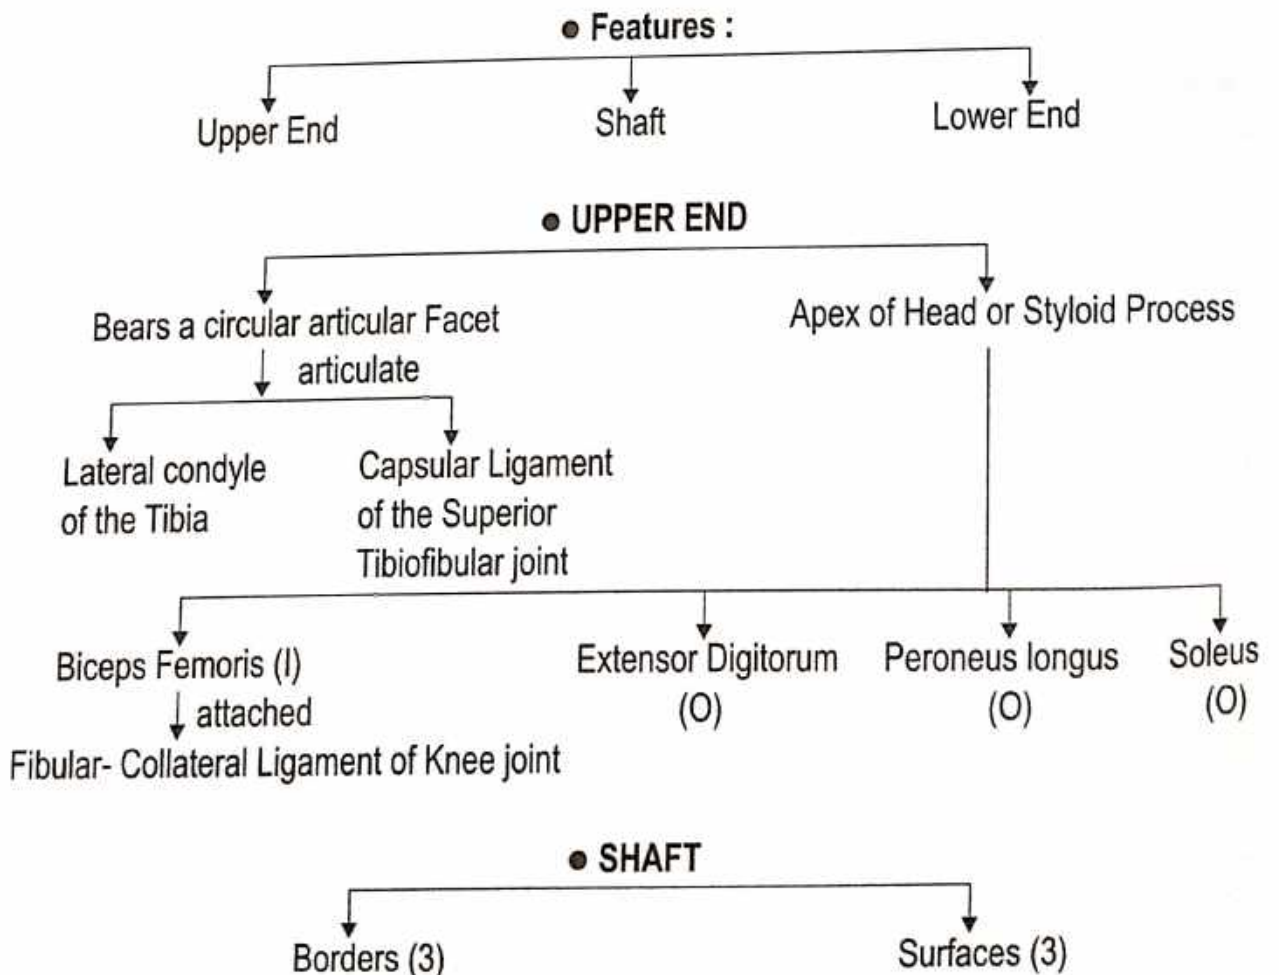 ● Features :
Upper End
Shaft
Lower End
● UPPER END
Bears a circular articular Facet
Apex of Head or Styloid Process
articulate
Lateral condyle
of the Tibia
Capsular Ligament
of the Superior
Tibiofibular joint
Biceps Femoris (I)
Extensor Digitorum
(O)
Peroneus longus
(O)
Soleus
(O)
attached
Fibular- Collateral Ligament of Knee joint
● SHAFT
Borders (3)
Surfaces (3)